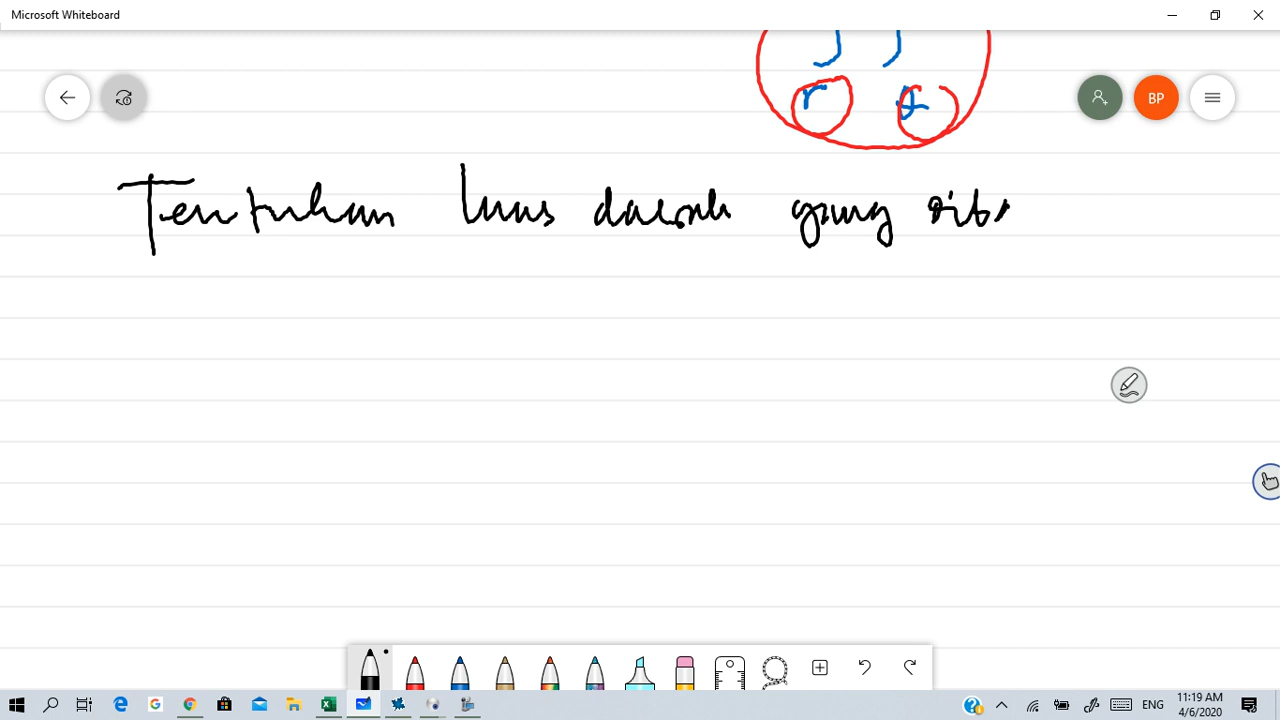 Microsoft Whiteboard
r θ
BP
Tentukan luas daerah yang
ENG
11:19 AM
4/6/2020